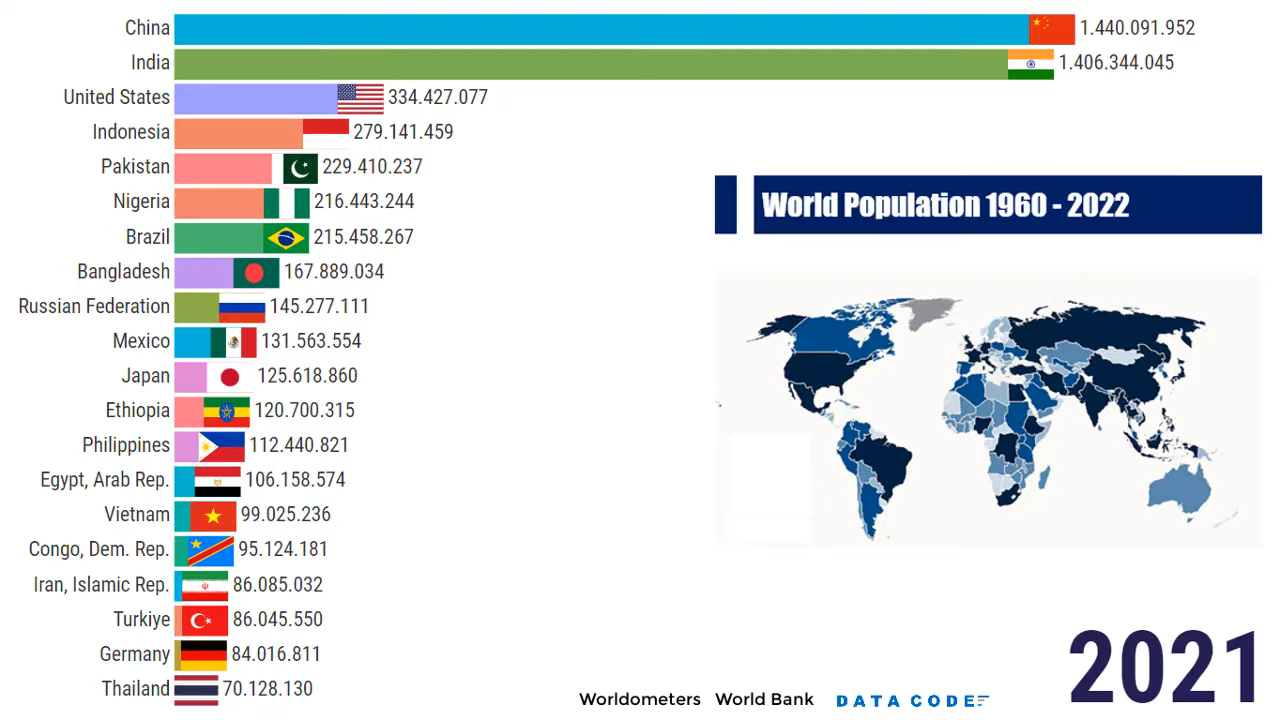 China 1.440.091.952
India 1.406.344.045
United States 334.427.077
Indonesia 279.141.459
Pakistan 229.410.237
Nigeria 216.443.244
Brazil 215.458.267
Bangladesh 167.889.034
Russian Federation 145.277.111
Mexico 131.563.554
Japan 125.618.860
Ethiopia 120.700.315
Philippines 112.440.821
Egypt, Arab Rep. 106.158.574
Vietnam 99.025.236
Congo, Dem. Rep. 95.124.181
Iran, Islamic Rep. 86.085.032
Turkiye 86.045.550
Germany 84.016.811
Thailand 70.128.130
World Population 1960 - 2022
2021
Worldometers World Bank DATA CODE